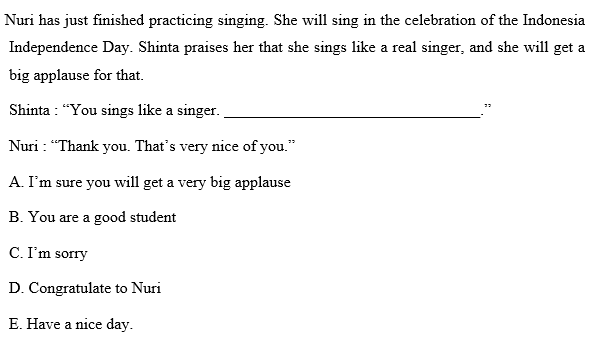 Nuri has just finished practicing singing. She will sing in the celebration of the Indonesia
Independence Day. Shinta praises her that she sings like a real singer, and she will get a
big applause for that.
Shinta : “You sings like a singer. __________________________________.”
Nuri : “Thank you. That’s very nice of you.”
A. I’m sure you will get a very big applause
B. You are a good student
C. I’m sorry
D. Congratulate to Nuri
E. Have a nice day.